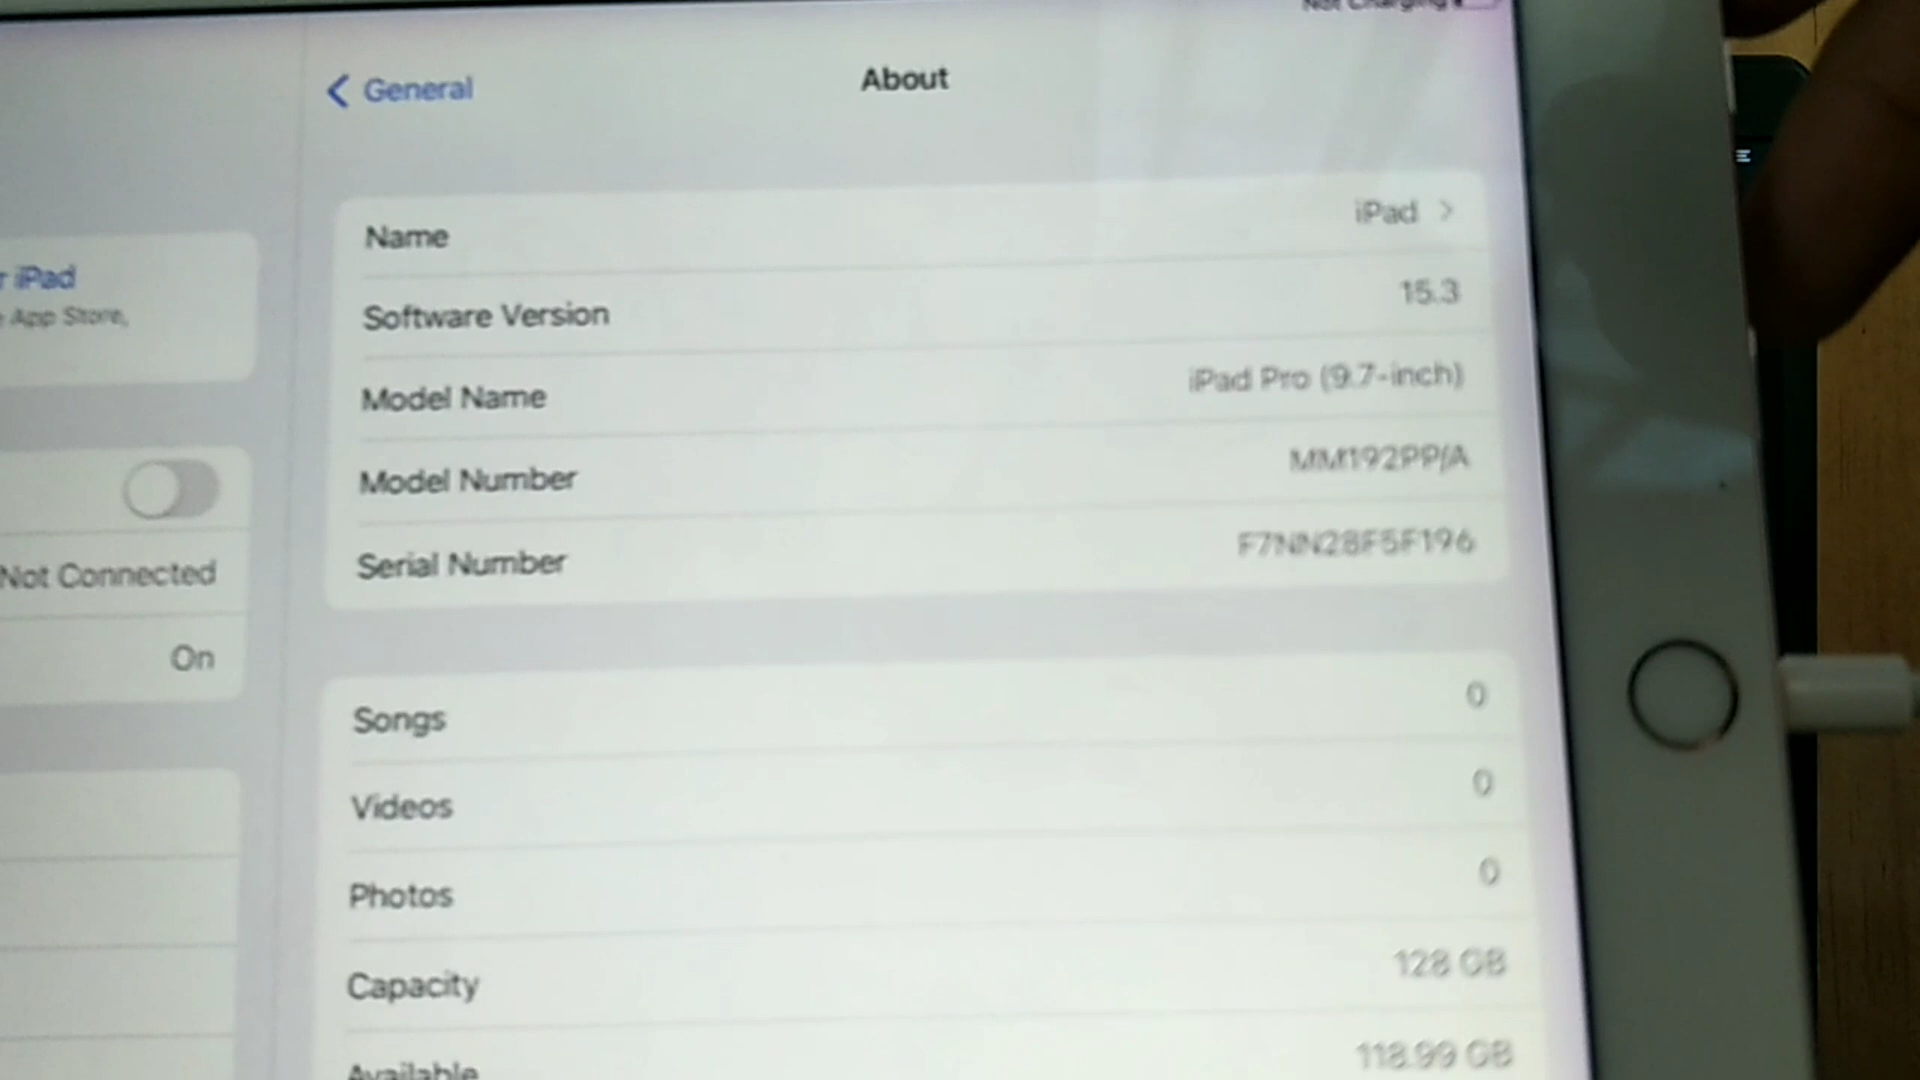 Not Charging
General
About
Name
iPad
r iPad
App Store,
Software Version
15.3
Model Name
iPad Pro (9.7-inch)
Model Number
MM192PP/A
Serial Number
F7NN28F5F196
Not Connected
On
Songs
0
Videos
0
Photos
0
Capacity
128 GB
Available
118.99 GB